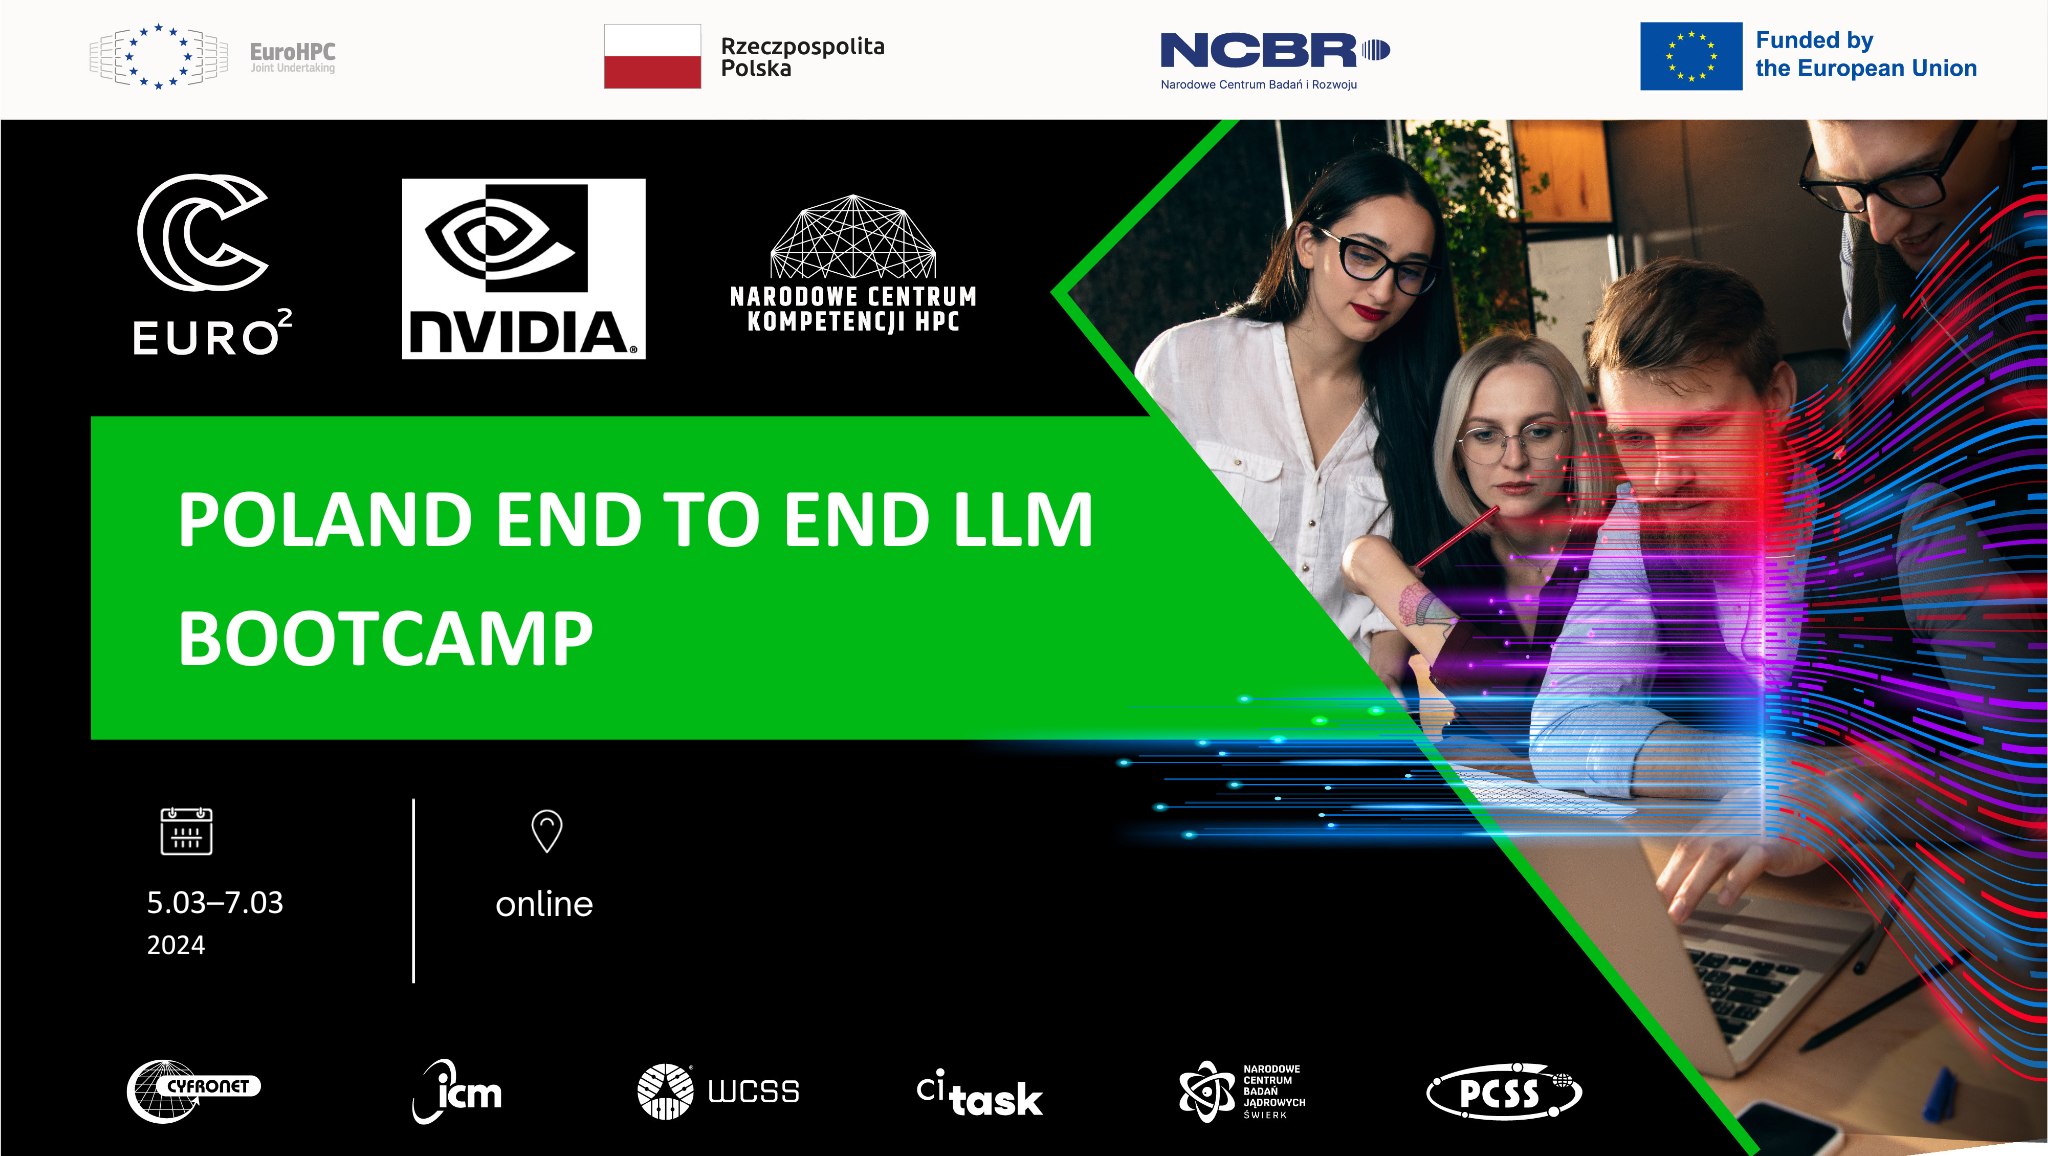 EuroHPC
Joint Undertaking
Rzeczpospolita
Polska
NCBR
Narodowe Centrum Badań i Rozwoju
Funded by
the European Union
EURO²
NVIDIA®
NARODOWE CENTRUM
KOMPETENCJI HPC
POLAND END TO END LLM
BOOTCAMP
5.03–7.03
2024
online
CYFRONET
icm
WCSS
ci
task
NARODOWE
CENTRUM
BADAŃ
JĄDROWYCH
ŚWIERK
PCSS